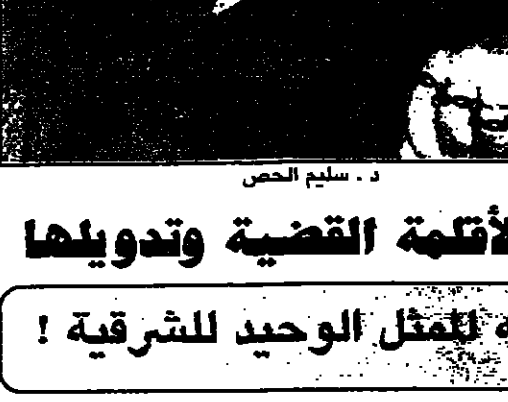 د . سليم الحص
لأقلمة القضية وتدويلها
للمثل الوحيد للشرقية !